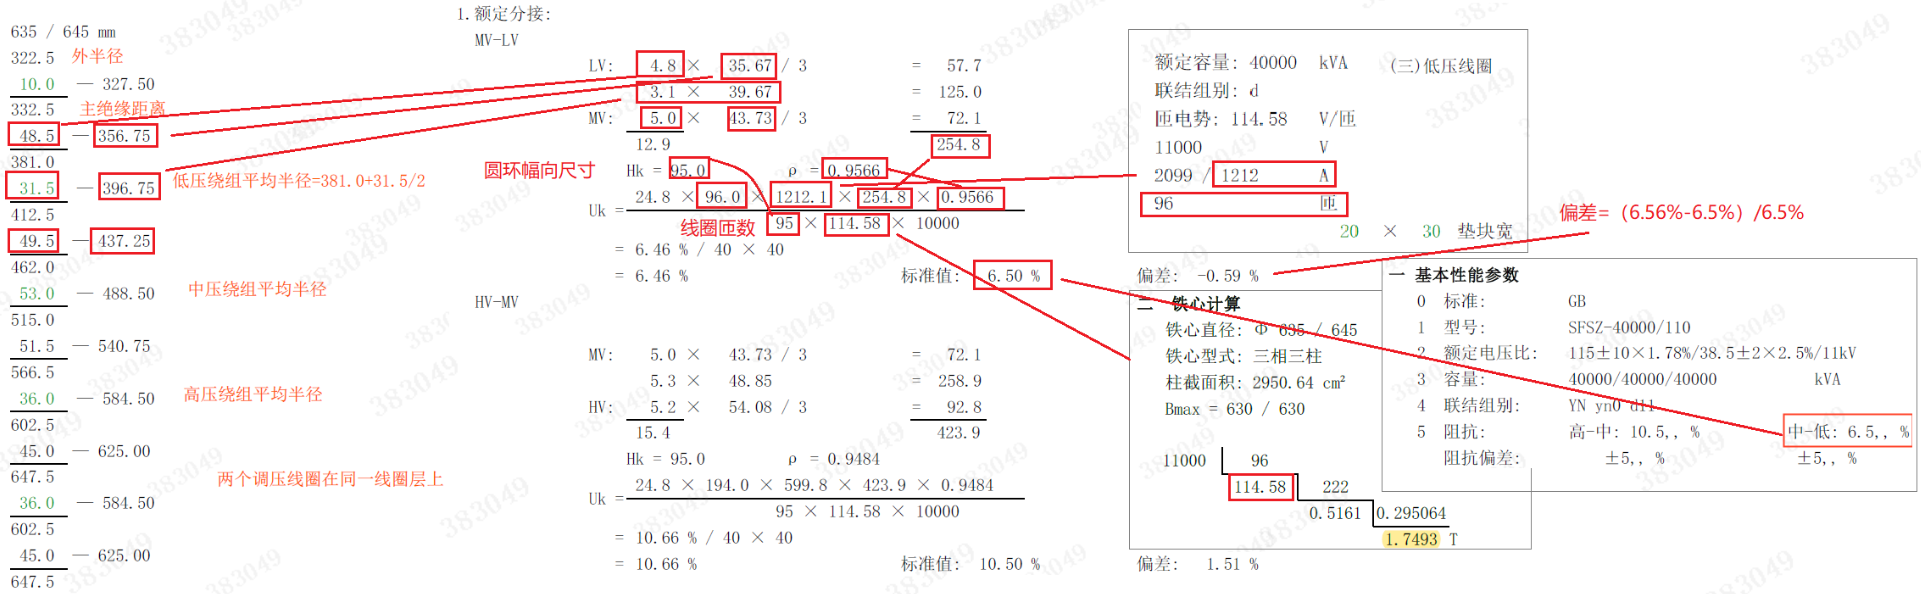 635 / 645 mm
322.5 外半径
10.0 — 327.50
332.5 主绝缘距离
48.5 — 356.75
381.0
31.5 — 396.75 低压绕组平均半径=381.0+31.5/2
412.5
49.5 — 437.25
462.0
53.0 — 488.50 中压绕组平均半径
515.0
51.5 — 540.75
566.5
36.0 — 584.50 高压绕组平均半径
602.5
45.0 — 625.00
647.5 两个调压线圈在同一线圈层上
36.0 — 584.50
602.5
45.0 — 625.00
647.5
1.额定分接:
MV-LV
LV: 4.8 × 35.67 / 3 = 57.7
3.1 × 39.67 = 125.0
MV: 5.0 × 43.73 / 3 = 72.1
12.9 254.8
圆环幅向尺寸 Hk = 95.0 ρ = 0.9566
24.8 × 96.0 × 1212.1 × 254.8 × 0.9566
Uk =
线圈匝数 95 × 114.58 × 10000
= 6.46 % / 40 × 40
= 6.46 % 标准值: 6.50 % 偏差: -0.59 %
HV-MV
MV: 5.0 × 43.73 / 3 = 72.1
5.3 × 48.85 = 258.9
HV: 5.2 × 54.08 / 3 = 92.8
15.4 423.9
Hk = 95.0 ρ = 0.9484
24.8 × 194.0 × 599.8 × 423.9 × 0.9484
Uk =
95 × 114.58 × 10000
= 10.66 % / 40 × 40
= 10.66 % 标准值: 10.50 % 偏差: 1.51 %
额定容量: 40000 kVA (三)低压线圈
联结组别: d
匝电势: 114.58 V/匝
11000 V
2099 / 1212 A
96 匝
20 × 30 垫块宽
偏差=（6.56%-6.5%）/6.5%
二 铁心计算
铁心直径: Φ 635 / 645
铁心型式: 三相三柱
柱截面积: 2950.64 cm²
Bmax = 630 / 630
11000 96
114.58 222
0.5161 0.295064
1.7493 T
一 基本性能参数
0 标准: GB
1 型号: SFSZ-40000/110
2 额定电压比: 115±10×1.78%/38.5±2×2.5%/11kV
3 容量: 40000/40000/40000 kVA
4 联结组别: YN yn0 d11
5 阻抗: 高-中: 10.5,, % 中-低: 6.5,, %
阻抗偏差: ±5,, % ±5,, %
383049